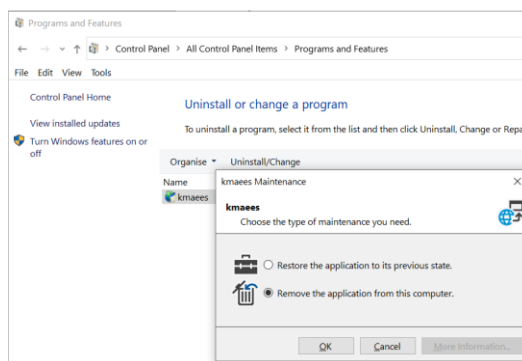 Programs and Features
Control Panel > All Control Panel Items > Programs and Features
File Edit View Tools
Control Panel Home
View installed updates
Turn Windows features on or
off
Uninstall or change a program
To uninstall a program, select it from the list and then click Uninstall, Change or Repa
Organise Uninstall/Change
Name
kmaees
kmaees Maintenance
kmaees
Choose the type of maintenance you need.
Restore the application to its previous state.
Remove the application from this computer.
OK Cancel More Information...